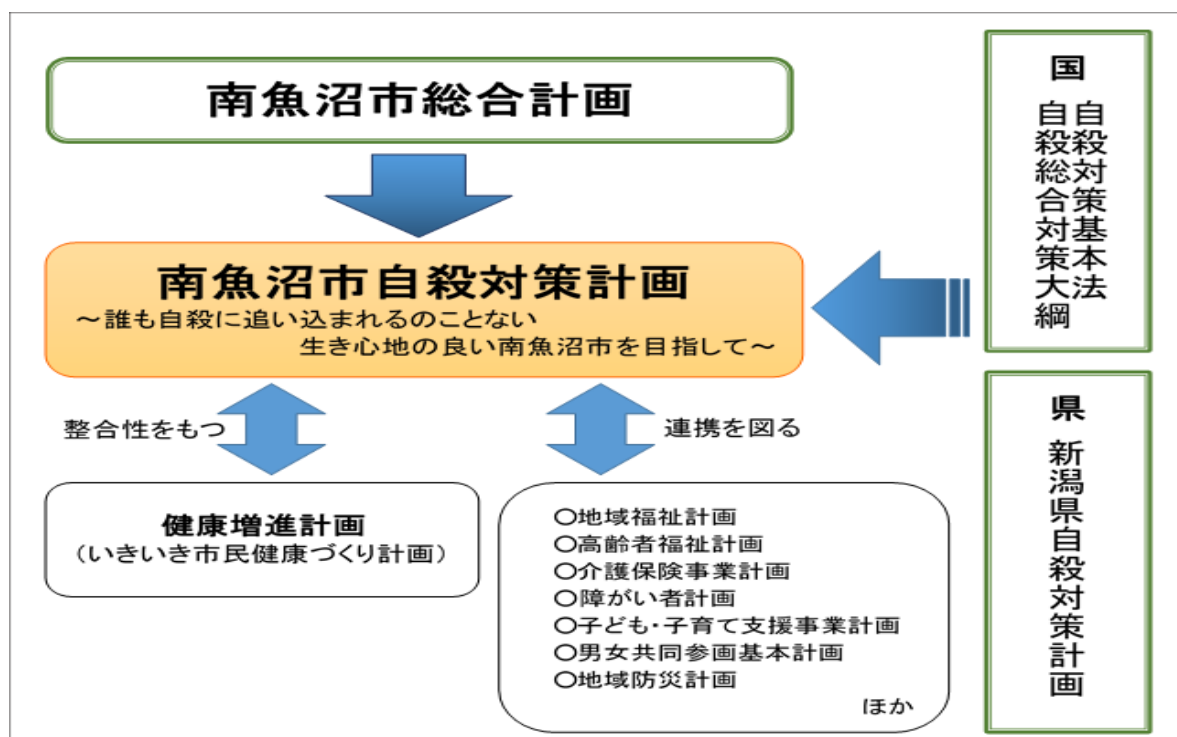 南魚沼市総合計画
南魚沼市自殺対策計画
~誰も自殺に追い込まれるのことない
生き心地の良い南魚沼市を目指して~
整合性をもつ
連携を図る
健康増進計画
(いきいき市民健康づくり計画)
○地域福祉計画
○高齢者福祉計画
○介護保険事業計画
○障がい者計画
○子ども・子育て支援事業計画
○男女共同参画基本計画
○地域防災計画
ほか
国
自殺対策基本法
自殺総合対策大綱
県
新潟県自殺対策計画